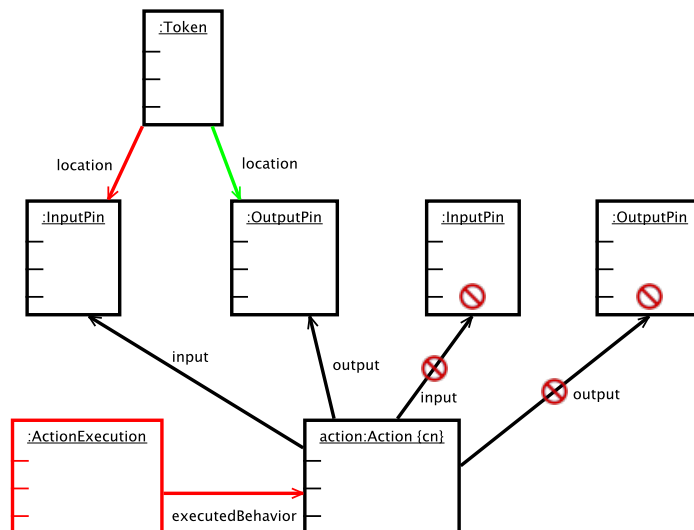 :Token
location
location
:InputPin
:OutputPin
:InputPin
:OutputPin
input
output
input
output
:ActionExecution
action:Action {cn}
executedBehavior